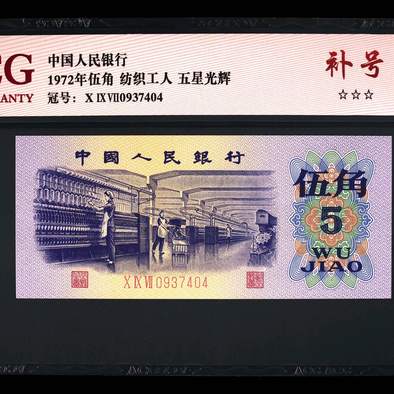 CG
ANTY
中国人民银行
1972年伍角 纺织工人 五星光辉
冠号：X IX VII0937404
补号
☆☆☆
中國人民銀行
伍角
5
WU
JIAO
X IX VII 0937404